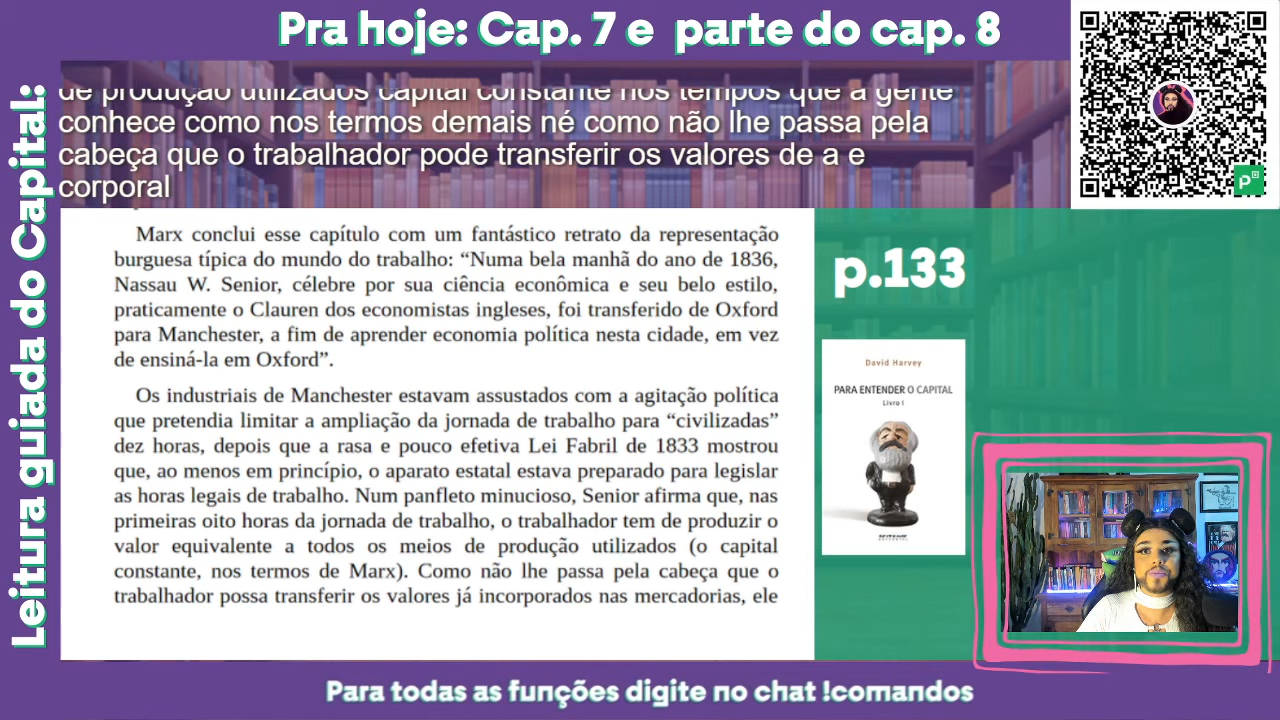 Pra hoje: Cap. 7 e parte do cap. 8
Leitura guiada do Capital:
de produção utilizados capital constante nos tempos que a gente
conhece como nos termos demais né como não lhe passa pela
cabeça que o trabalhador pode transferir os valores de a e
corporal
Marx conclui esse capítulo com um fantástico retrato da representação
burguesa típica do mundo do trabalho: “Numa bela manhã do ano de 1836,
Nassau W. Senior, célebre por sua ciência econômica e seu belo estilo,
praticamente o Clauren dos economistas ingleses, foi transferido de Oxford
para Manchester, a fim de aprender economia política nesta cidade, em vez
de ensiná-la em Oxford”.
Os industriais de Manchester estavam assustados com a agitação política
que pretendia limitar a ampliação da jornada de trabalho para “civilizadas”
dez horas, depois que a rasa e pouco efetiva Lei Fabril de 1833 mostrou
que, ao menos em princípio, o aparato estatal estava preparado para legislar
as horas legais de trabalho. Num panfleto minucioso, Senior afirma que, nas
primeiras oito horas da jornada de trabalho, o trabalhador tem de produzir o
valor equivalente a todos os meios de produção utilizados (o capital
constante, nos termos de Marx). Como não lhe passa pela cabeça que o
trabalhador possa transferir os valores já incorporados nas mercadorias, ele
p.133
David Harvey
PARA ENTENDER O CAPITAL
Livro I
Para todas as funções digite no chat !comandos